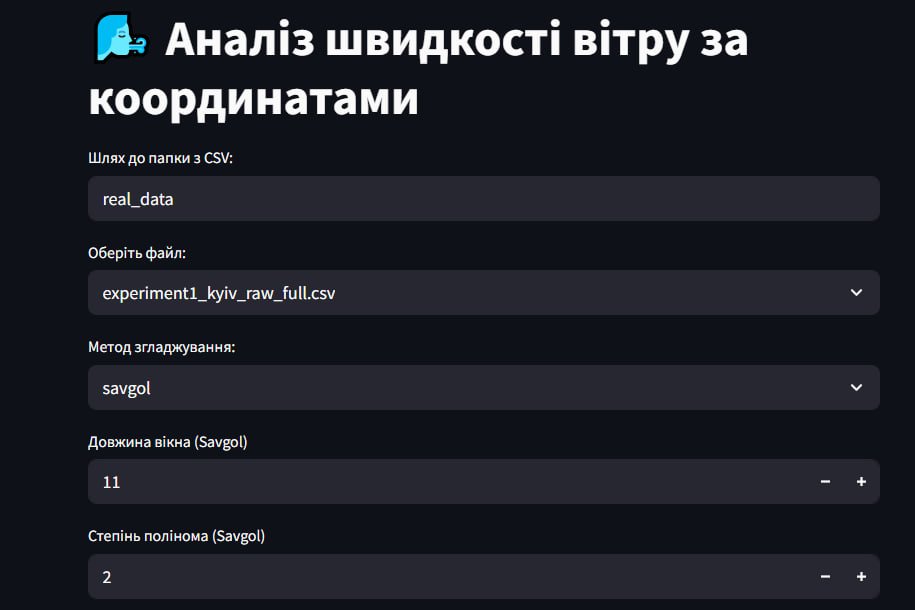 Аналіз швидкості вітру за
координатами
Шлях до папки з CSV:
real_data
Оберіть файл:
experiment1_kyiv_raw_full.csv
Метод згладжування:
savgol
Довжина вікна (Savgol)
11
Степінь полінома (Savgol)
2